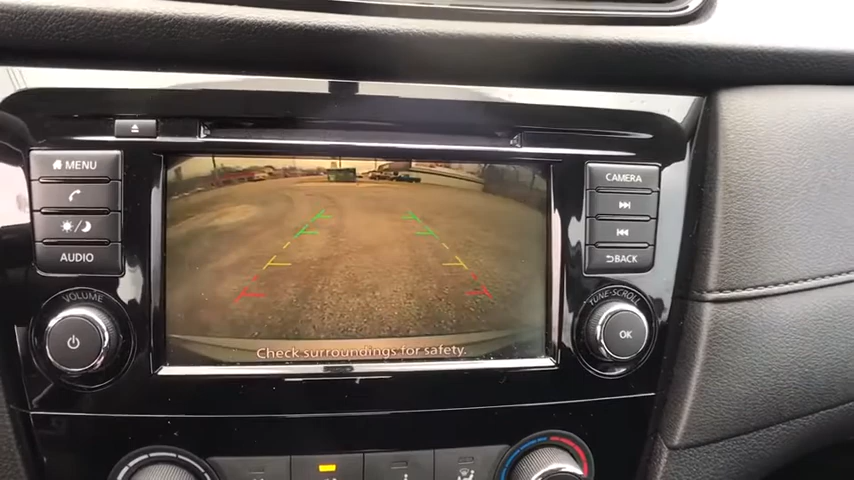 MENU
CAMERA
AUDIO
BACK
VOLUME
TUNE·SCROLL
OK
Check surroundings for safety.